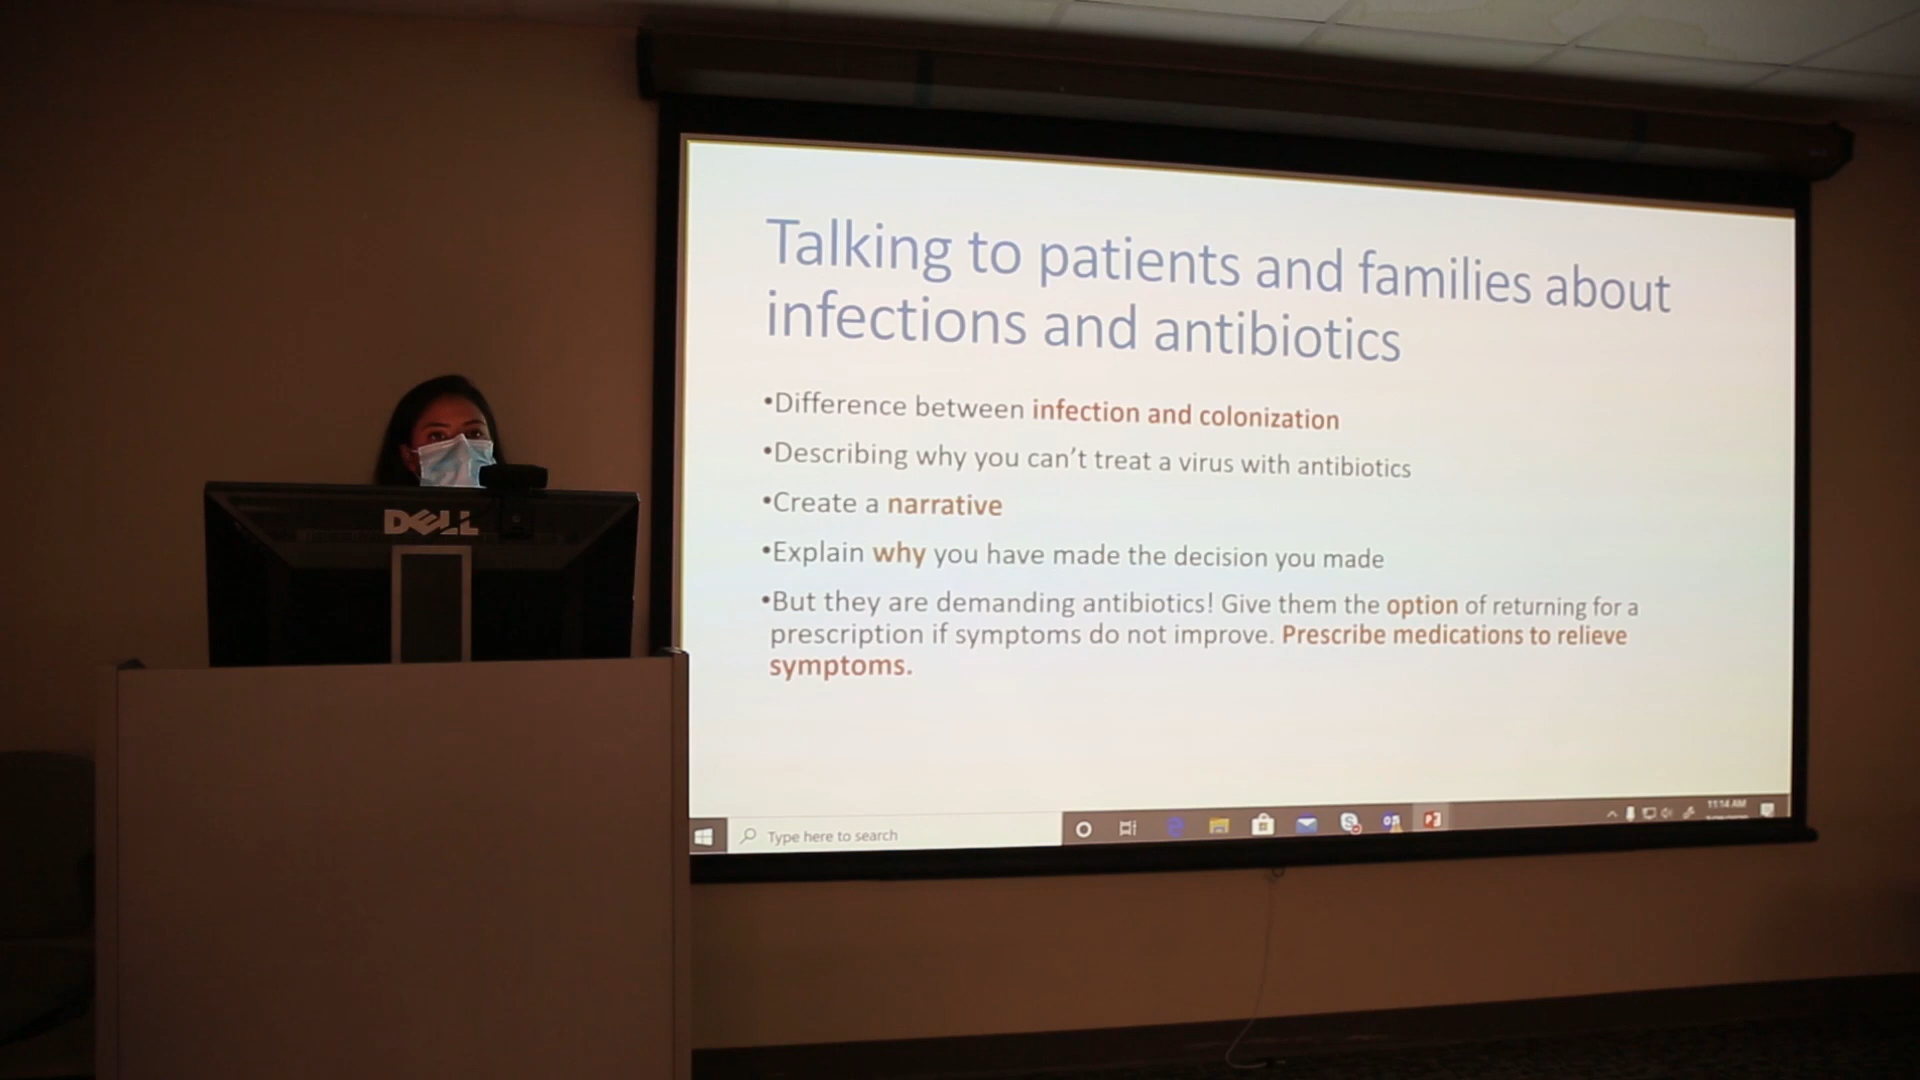 Talking to patients and families about
infections and antibiotics
•Difference between infection and colonization
•Describing why you can't treat a virus with antibiotics
•Create a narrative
•Explain why you have made the decision you made
•But they are demanding antibiotics! Give them the option of returning for a
prescription if symptoms do not improve. Prescribe medications to relieve
symptoms.
DELL
Type here to search
11:14 AM